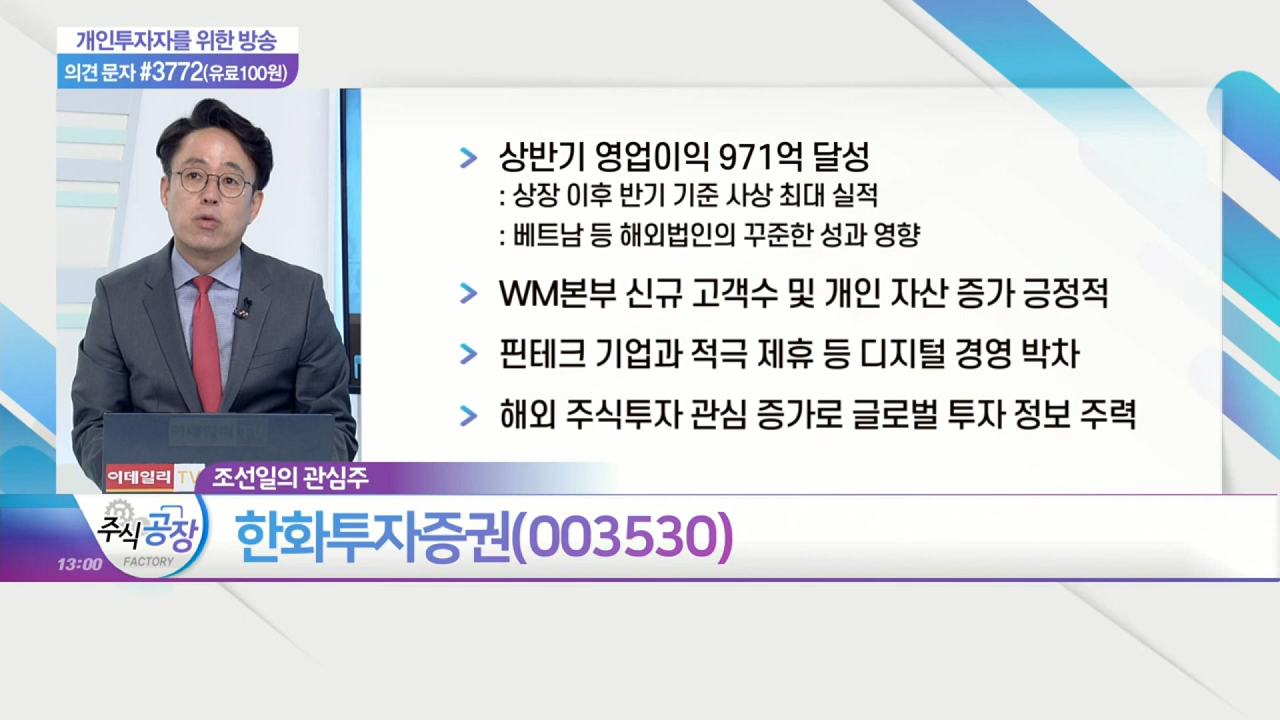 개인투자자를 위한 방송
의견 문자 #3772(유료100원)
상반기 영업이익 971억 달성
: 상장 이후 반기 기준 사상 최대 실적
: 베트남 등 해외법인의 꾸준한 성과 영향
WM본부 신규 고객수 및 개인 자산 증가 긍정적
핀테크 기업과 적극 제휴 등 디지털 경영 박차
해외 주식투자 관심 증가로 글로벌 투자 정보 주력
이데일리 TV
이데일리 TV
조선일의 관심주
주식공장
FACTORY
13:00
한화투자증권(003530)